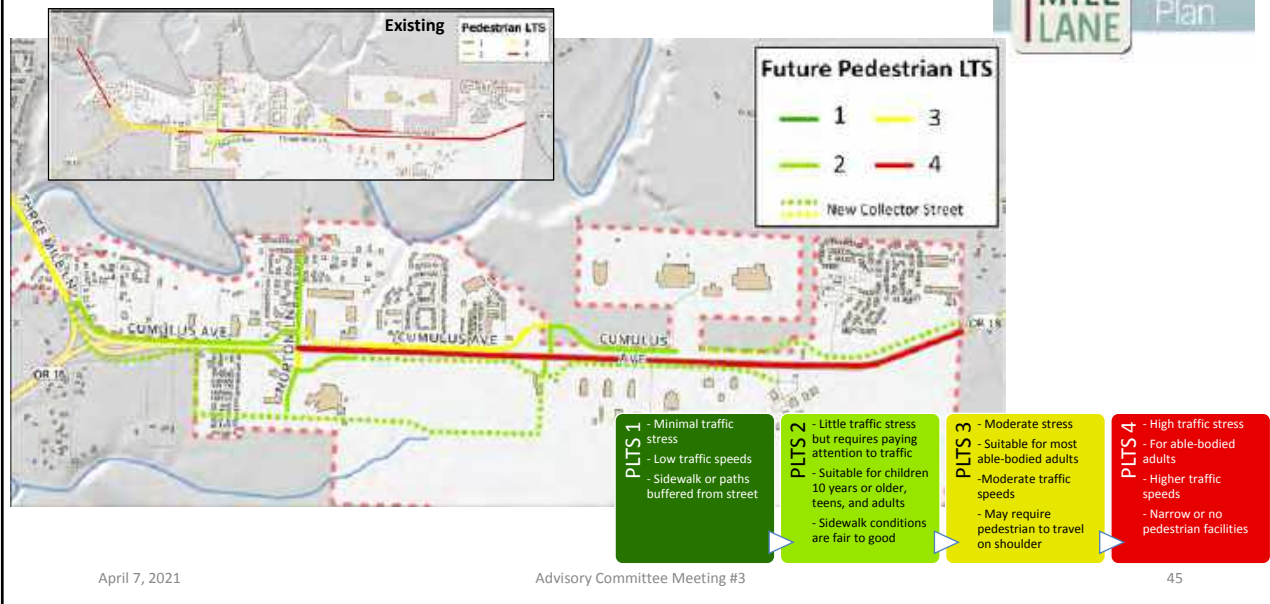 MILL
LANE
Plan
Existing
Pedestrian LTS
1
3
2
4
Future Pedestrian LTS
1
3
2
4
New Collector Street
THREE MILE LN
CUMULUS AVE
NORTON LN
CUMULUS AVE
CUMULUS
AVE
OR 18
OR 18
PLTS 1
- Minimal traffic
stress
- Low traffic speeds
- Sidewalk or paths
buffered from street
PLTS 2
- Little traffic stress
but requires paying
attention to traffic
- Suitable for children
10 years or older,
teens, and adults
- Sidewalk conditions
are fair to good
PLTS 3
- Moderate stress
- Suitable for most
able-bodied adults
-Moderate traffic
speeds
- May require
pedestrian to travel
on shoulder
PLTS 4
- High traffic stress
- For able-bodied
adults
- Higher traffic
speeds
- Narrow or no
pedestrian facilities
April 7, 2021
Advisory Committee Meeting #3
45